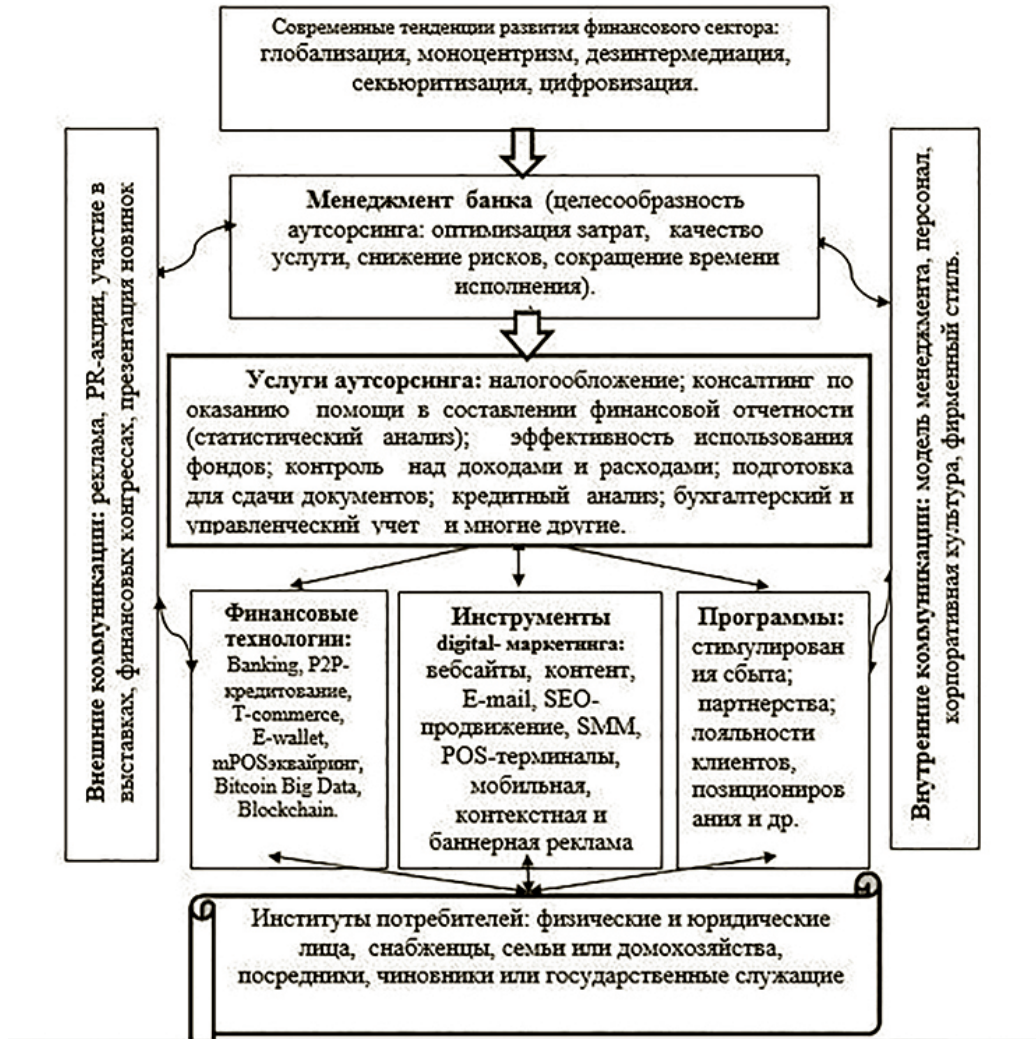 Современные тенденции развития финансового сектора:
глобализация, моноцентризм, дезинтермедиация,
секьюритизация, цифровизация.
Внешние коммуникации: реклама, PR-акции, участие в
выставках, финансовых конгрессах, презентация новинок
Менеджмент банка (целесообразность
аутсорсинга: оптимизация затрат, качество
услуги, снижение рисков, сокращение времени
исполнения).
Внутренние коммуникации: модель менеджмента, персонал,
корпоративная культура, фирменный стиль.
Услуги аутсорсинга: налогообложение; консалтинг по
оказанию помощи в составлении финансовой отчетности
(статистический анализ); эффективность использования
фондов; контроль над доходами и расходами; подготовка
для сдачи документов; кредитный анализ; бухгалтерский и
управленческий учет и многие другие.
Финансовые
технологии:
Banking, P2P-
кредитование,
T-commerce,
E-wallet,
mPOSэквайринг,
Bitcoin Big Data,
Blockchain.
Инструменты
digital- маркетинга:
вебсайты, контент,
E-mail, SEO-
продвижение, SMM,
POS-терминалы,
мобильная,
контекстная и
баннерная реклама
Программы:
стимулирован
ия сбыта;
партнерства;
лояльности
клиентов,
позициониров
ания и др.
Институты потребителей: физические и юридические
лица, снабженцы, семьи или домохозяйства,
посредники, чиновники или государственные служащие